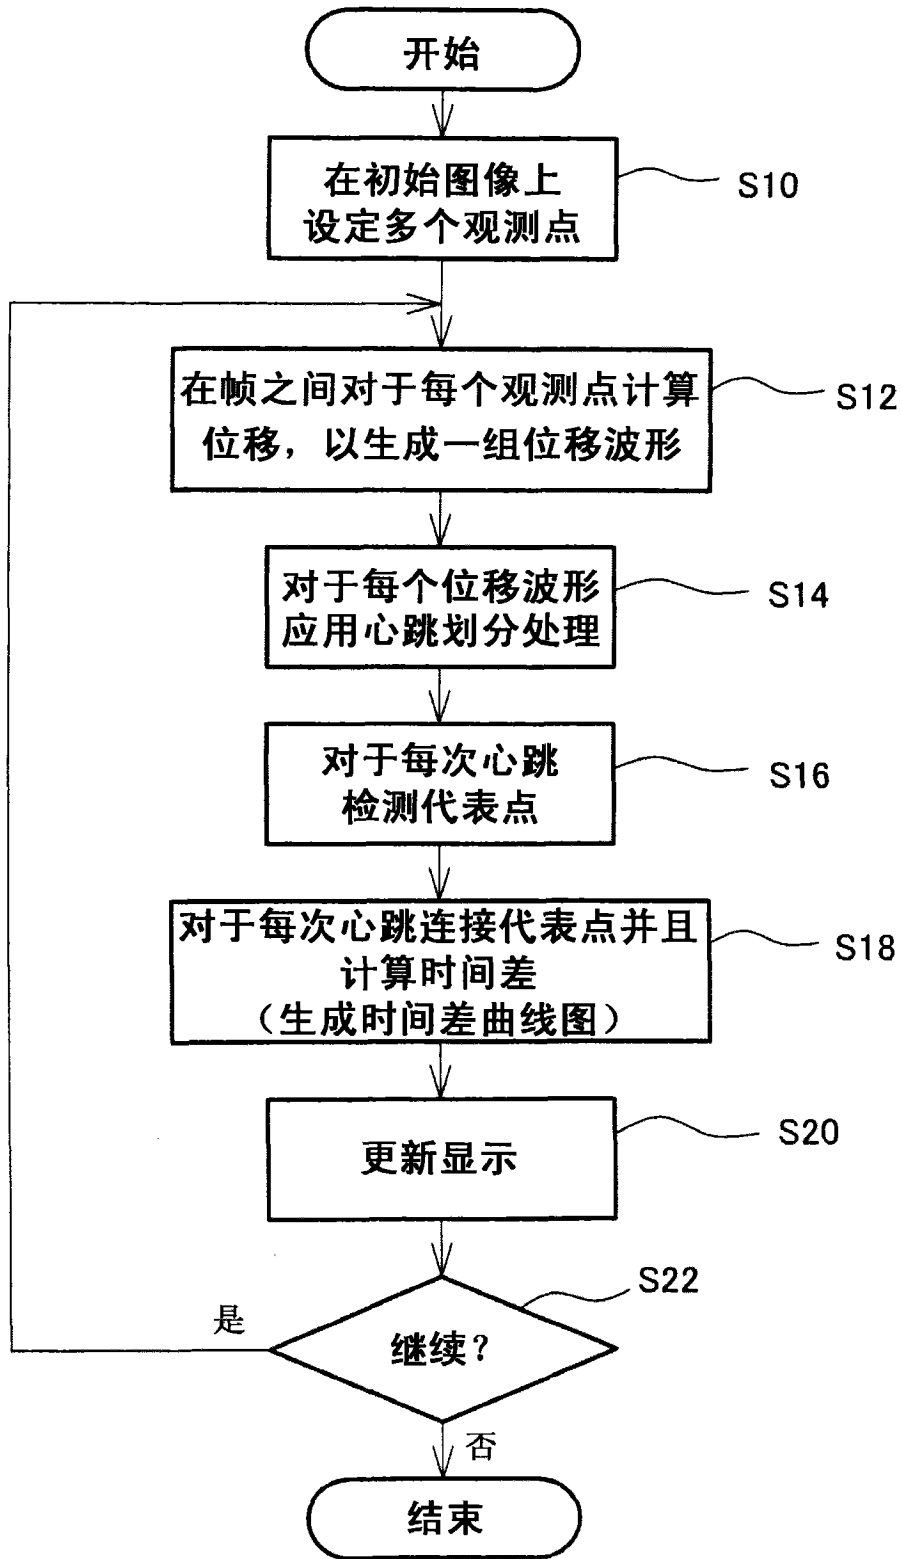 开始
在初始图像上
设定多个观测点
S10
在帧之间对于每个观测点计算
位移，以生成一组位移波形
S12
对于每个位移波形
应用心跳划分处理
S14
对于每次心跳
检测代表点
S16
对于每次心跳连接代表点并且
计算时间差
（生成时间差曲线图）
S18
更新显示
S20
继续？
S22
是
否
结束